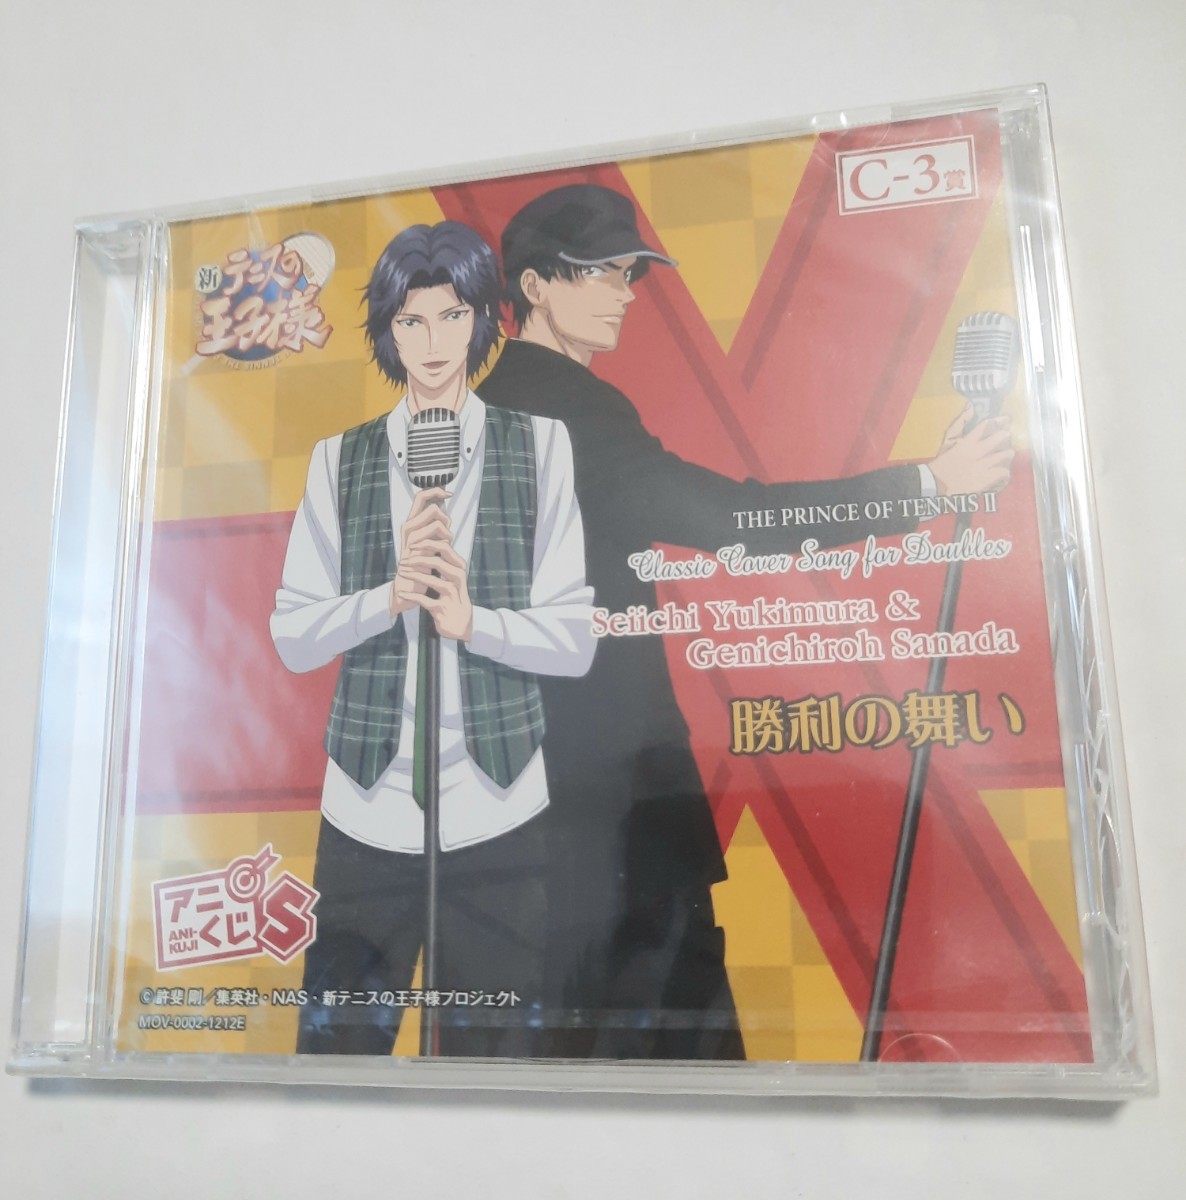 C-3賞
新テニスの
王子様
THE PRINCE OF TENNIS II
Classic Cover Song for Doubles
Seiichi Yukimura &
Genichiroh Sanada
勝利の舞い
アニ
ANI-
KUJI
くじ
S
© 許斐 剛／集英社・NAS・新テニスの王子様プロジェクト
MOV-0002-1212E